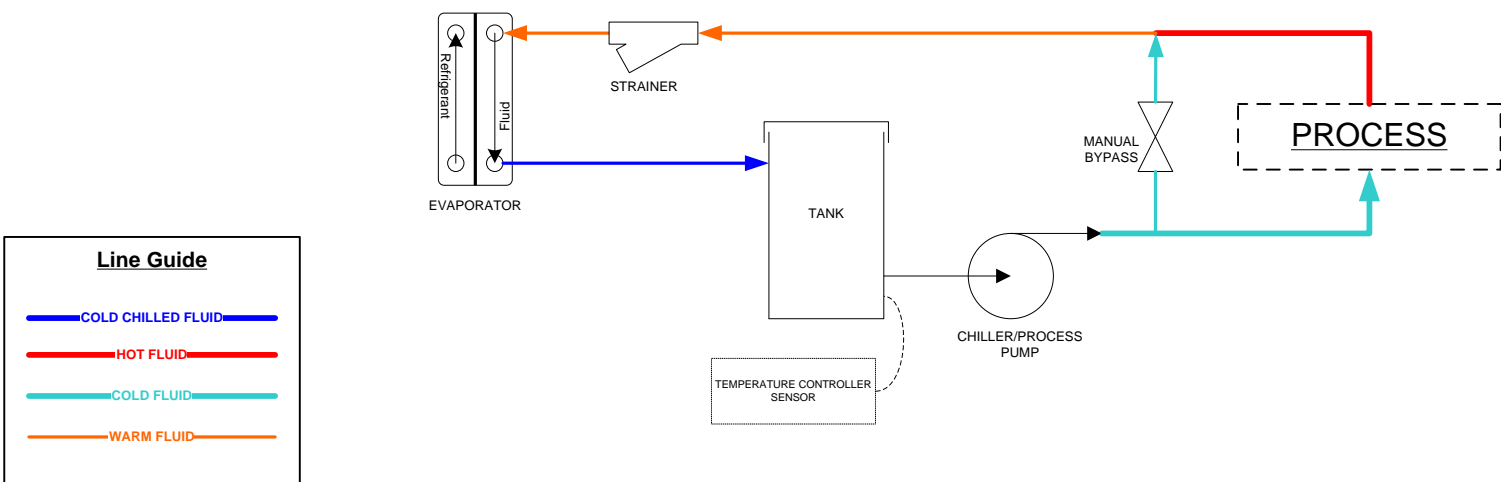 Refrigerant
Fluid
EVAPORATOR
STRAINER
TANK
MANUAL
BYPASS
PROCESS
CHILLER/PROCESS
PUMP
TEMPERATURE CONTROLLER
SENSOR
Line Guide
COLD CHILLED FLUID
HOT FLUID
COLD FLUID
WARM FLUID